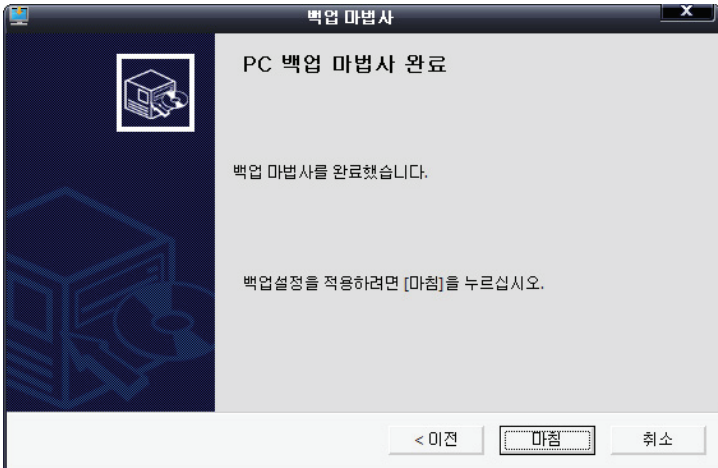 백업 마법사
X
PC 백업 마법사 완료
백업 마법사를 완료했습니다.
백업설정을 적용하려면 [마침]을 누르십시오.
< 이전
마침
취소